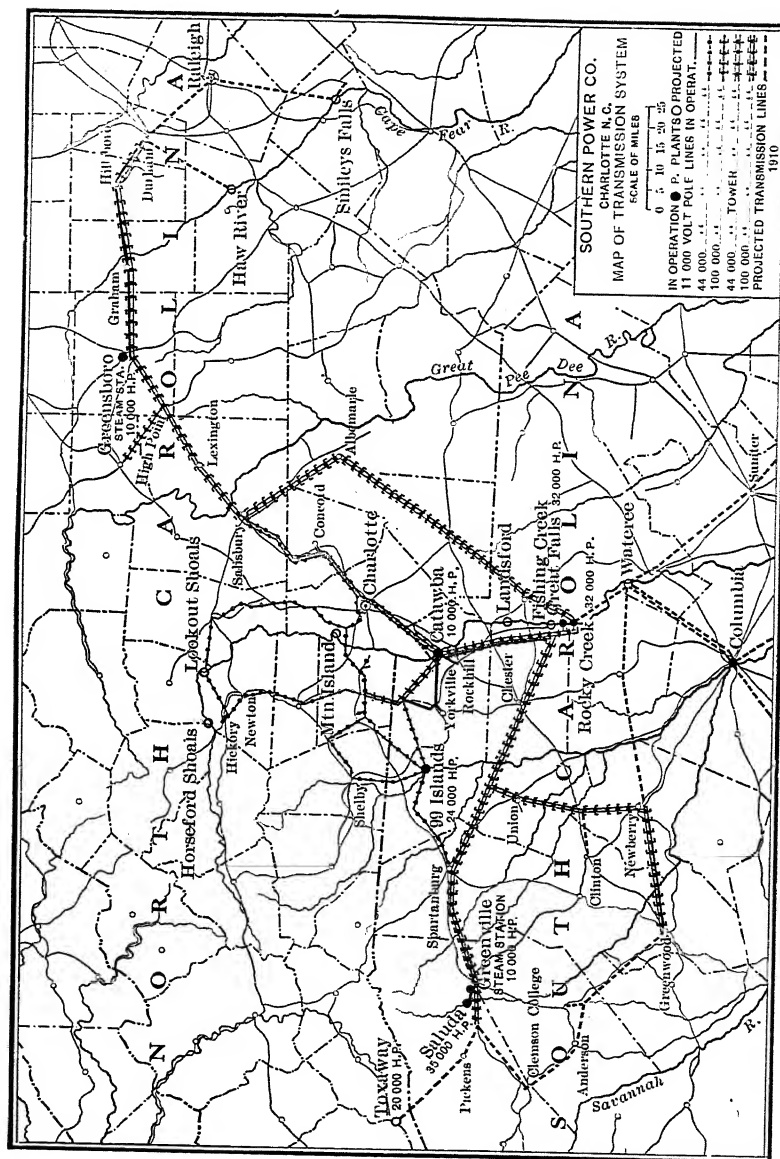 SOUTHERN POWER CO.
CHARLOTTE N.C.
MAP OF TRANSMISSION SYSTEM
SCALE OF MILES
0 5 10 15 20 25
IN OPERATION ● P. PLANTS O PROJECTED
11 000 VOLT POLE LINES IN OPERAT.
44 000 " " " " "
100 000 " " " " "
44 000 " TOWER " " "
100 000 " " " " "
PROJECTED TRANSMISSION LINES
1910
NORTH CAROLINA
SOUTH CAROLINA
Raleigh
Durham
Haw River
Smileys Falls
Cape Fear R.
Graham
Greensboro
STEAM STA.
10 000 H.P.
High Point
Lexington
Salisbury
Albemarle
Great Pee Dee R.
Concord
Charlotte
Lookout Shoals
Horseford Shoals
Hickory
Newton
Mtn. Island
Shelby
Catawba
10 000 H.P.
Yorkville
Rockhill
Landsford
Chester
Fishing Creek
Great Falls 32 000 H.P.
Rocky Creek 32 000 H.P.
Wateree
Sumter
Columbia
99 Islands
24 000 H.P.
Union
Spartanburg
Clinton
Newberry
Greenwood
Greenville
STEAM STATION
10 000 H.P.
Saluda
35 000 H.P.
Clemson College
Anderson
Pickens
Toxaway
20 000 H.P.
Savannah R.